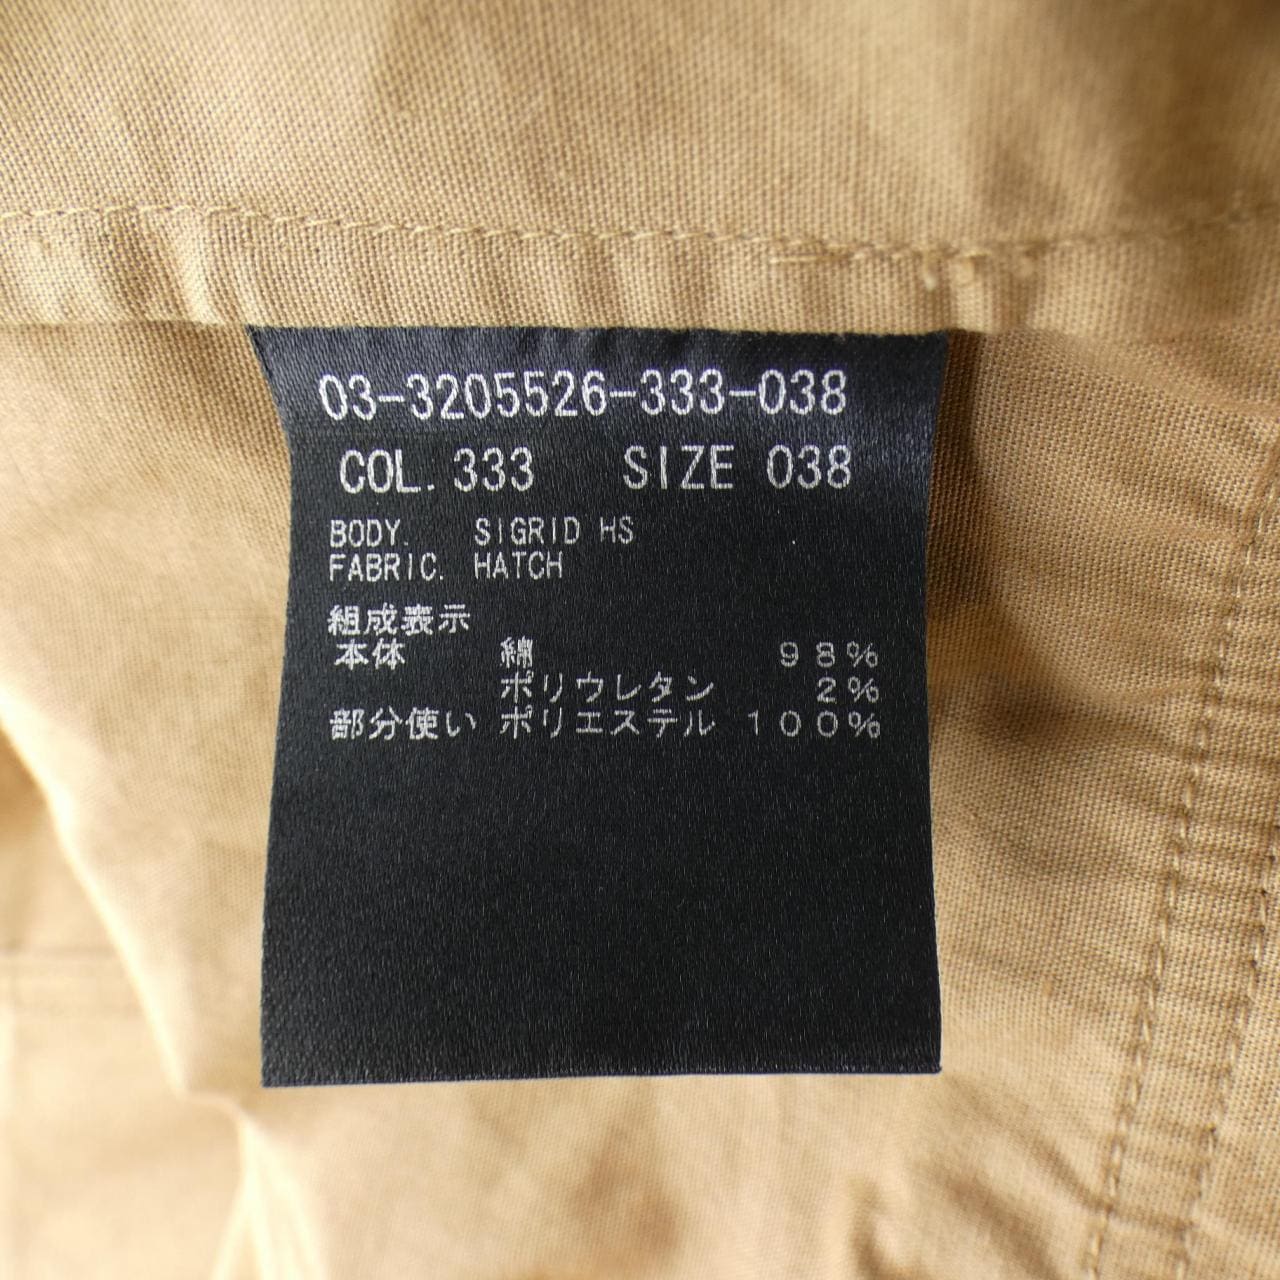 03-3205526-333-038
COL. 333 SIZE 038
BODY. SIGRID HS
FABRIC. HATCH
組成表示
本体 綿 98%
ポリウレタン 2%
部分使い ポリエステル 100%